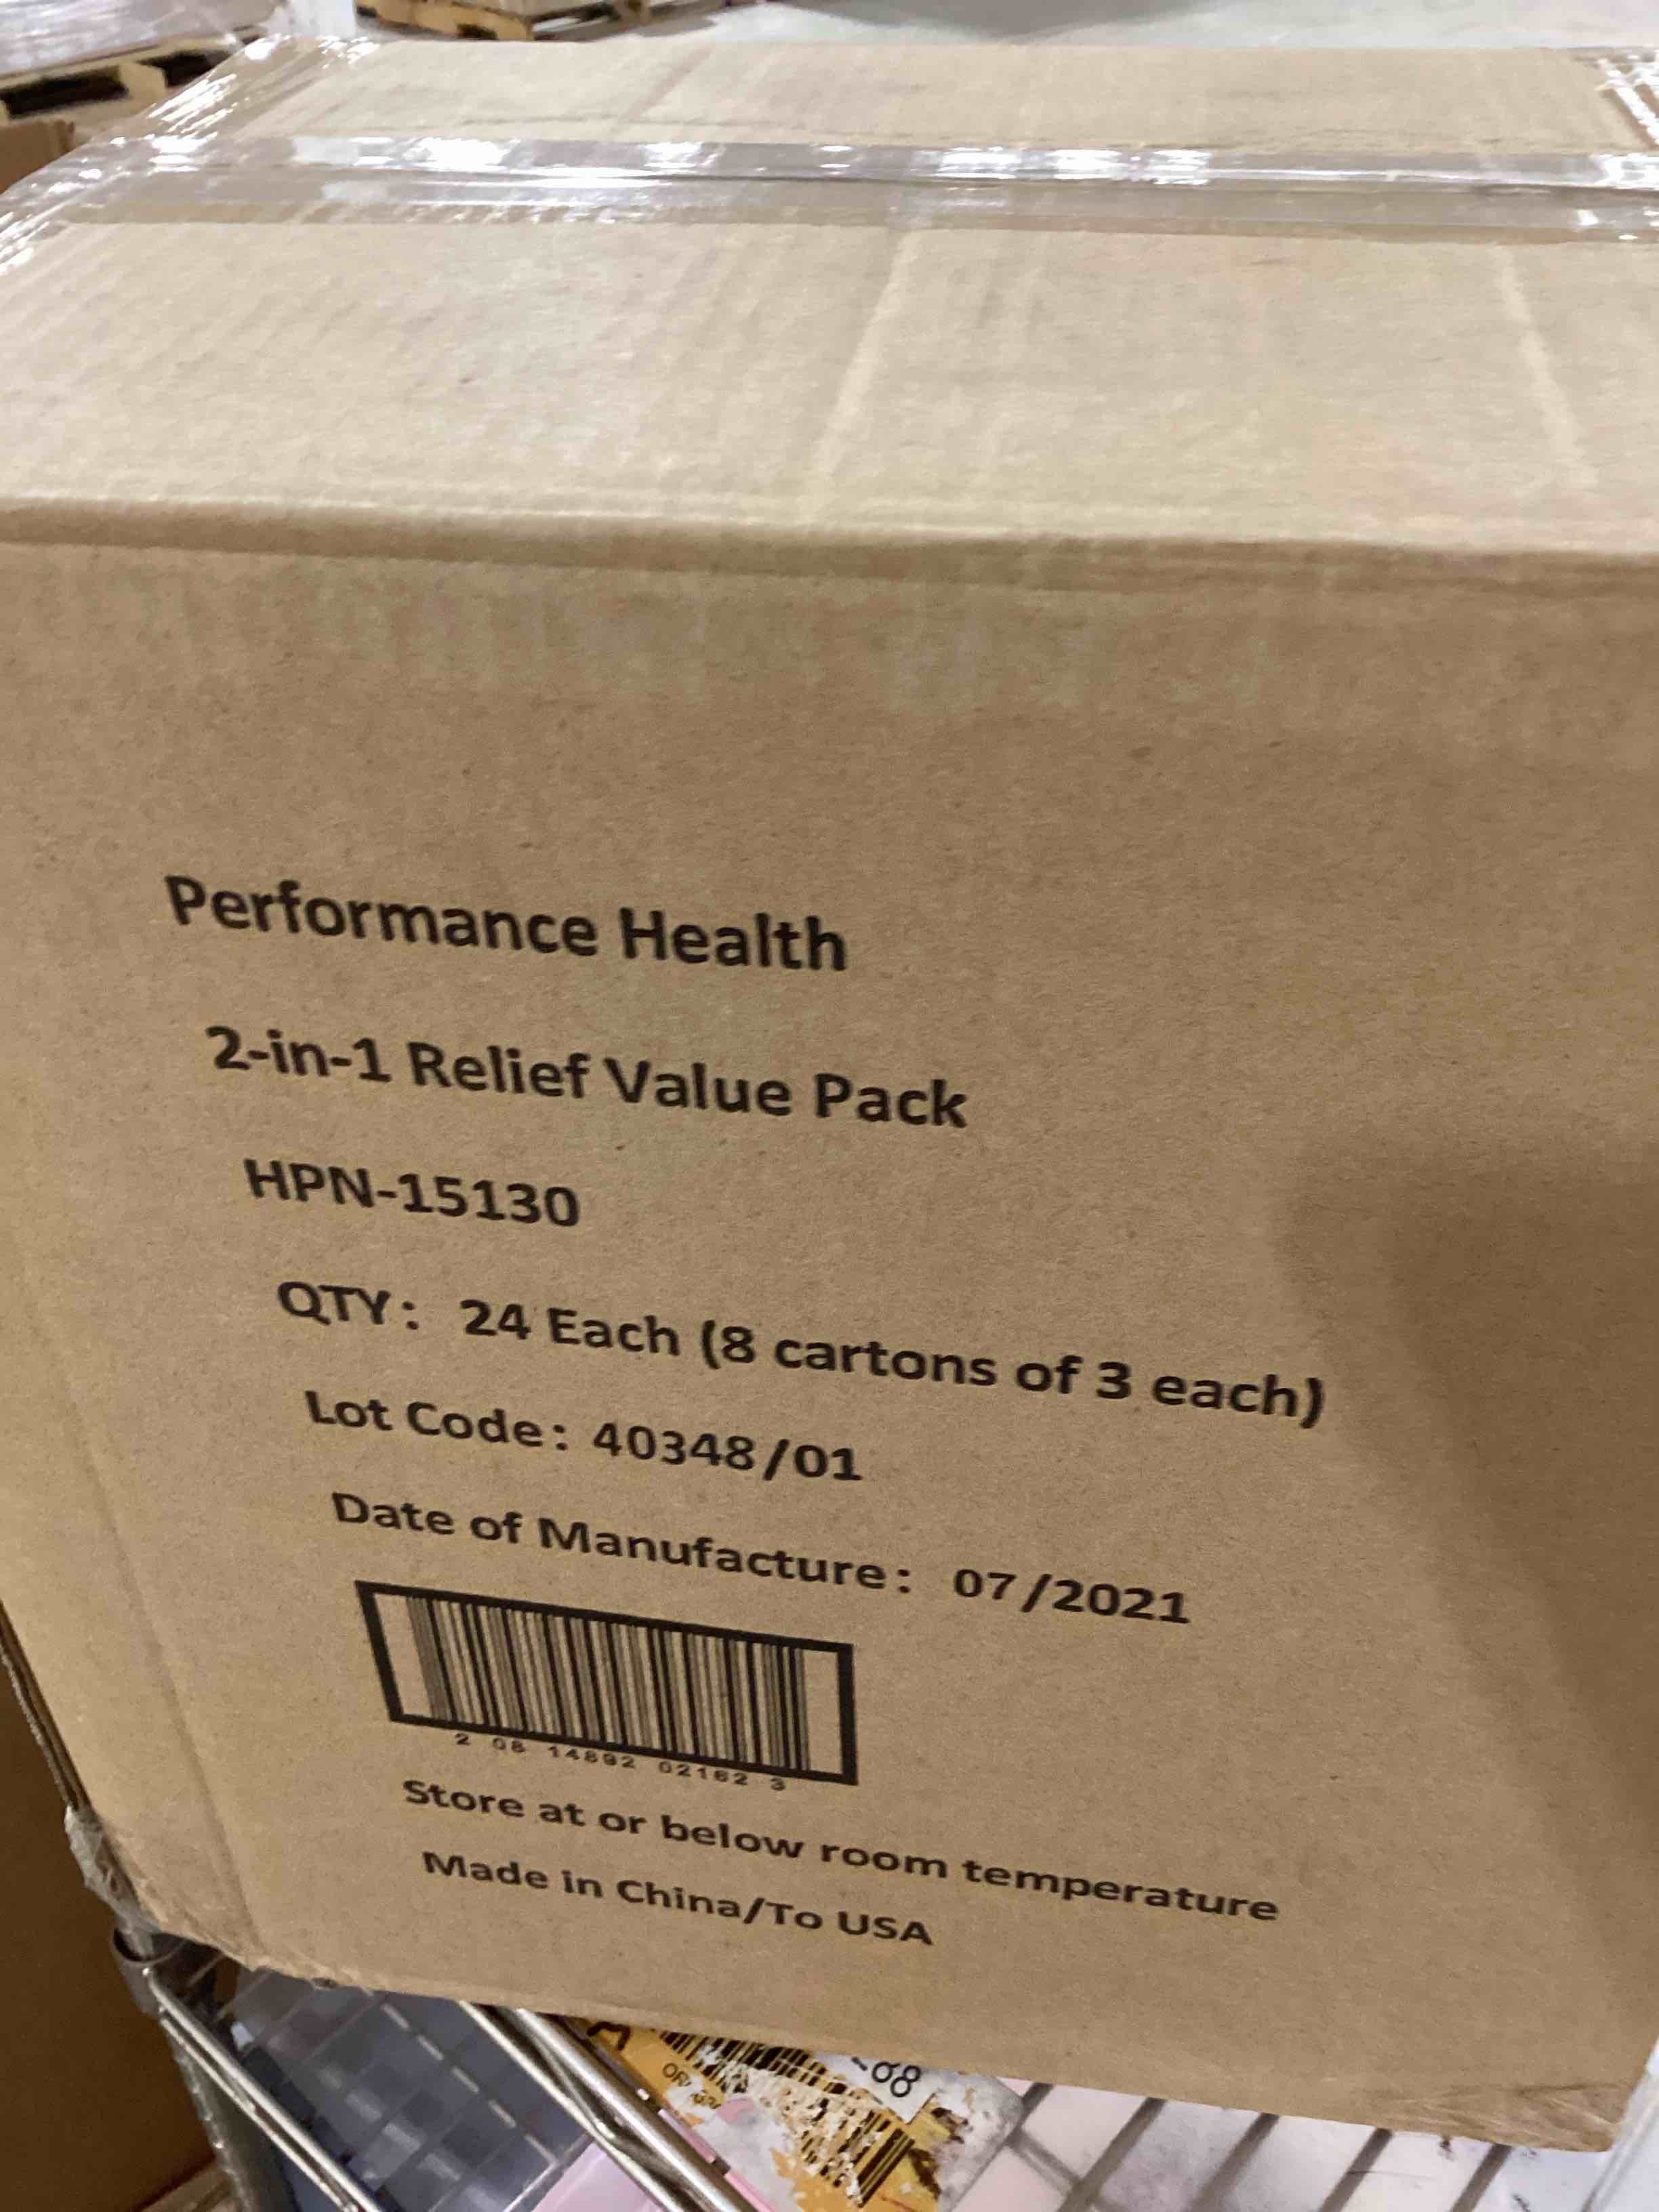 Performance Health
2-in-1 Relief Value Pack
HPN-15130
QTY: 24 Each (8 cartons of 3 each)
Lot Code: 40348/01
Date of Manufacture: 07/2021
2 08 14892 02162 3
Store at or below room temperature
Made in China/To USA